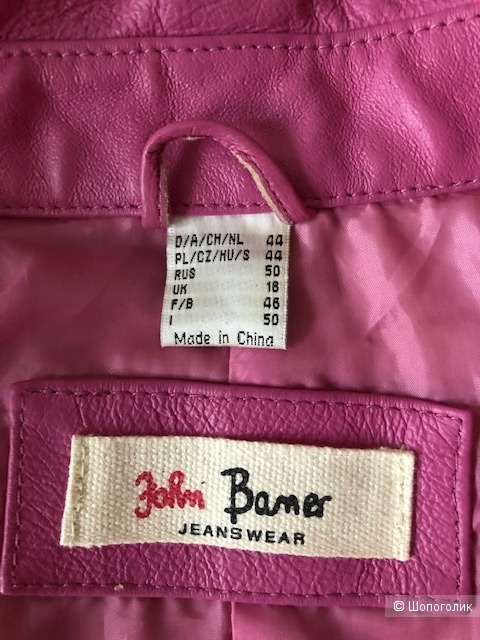 D/A/CH/NL 44
PL/CZ/HU/S 44
RUS 50
UK 18
F/B 46
I 50
Made in China
John Baner
JEANSWEAR
© Шопоголик